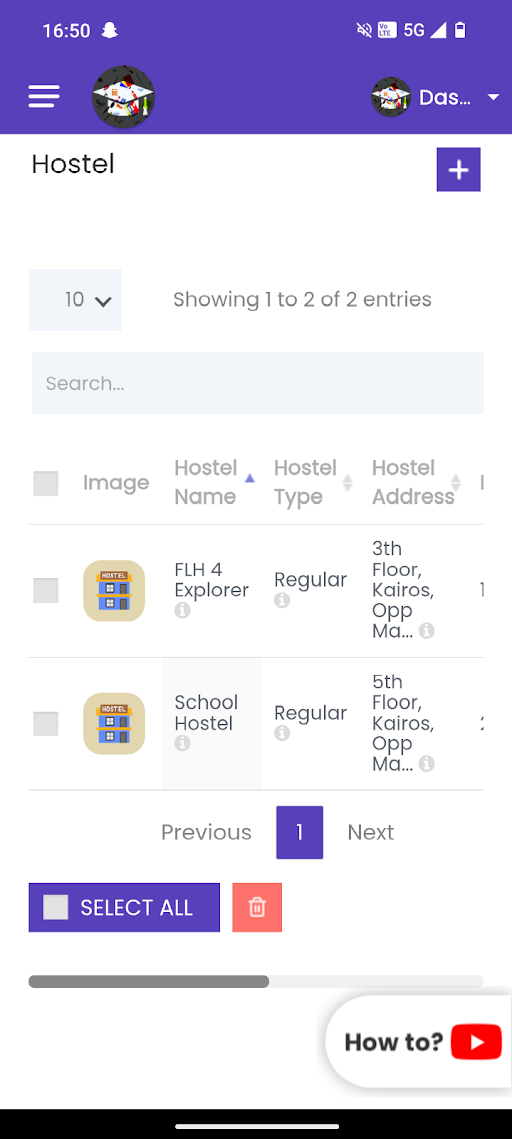 16:50
Vo LTE 5G
Das...
Hostel
+
10
Showing 1 to 2 of 2 entries
Search...
Image
Hostel Name
Hostel Type
Hostel Address
HOSTEL
FLH 4
Explorer
Regular
3th
Floor,
Kairos,
Opp
Ma...
HOSTEL
School
Hostel
Regular
5th
Floor,
Kairos,
Opp
Ma...
Previous
1
Next
SELECT ALL
How to?